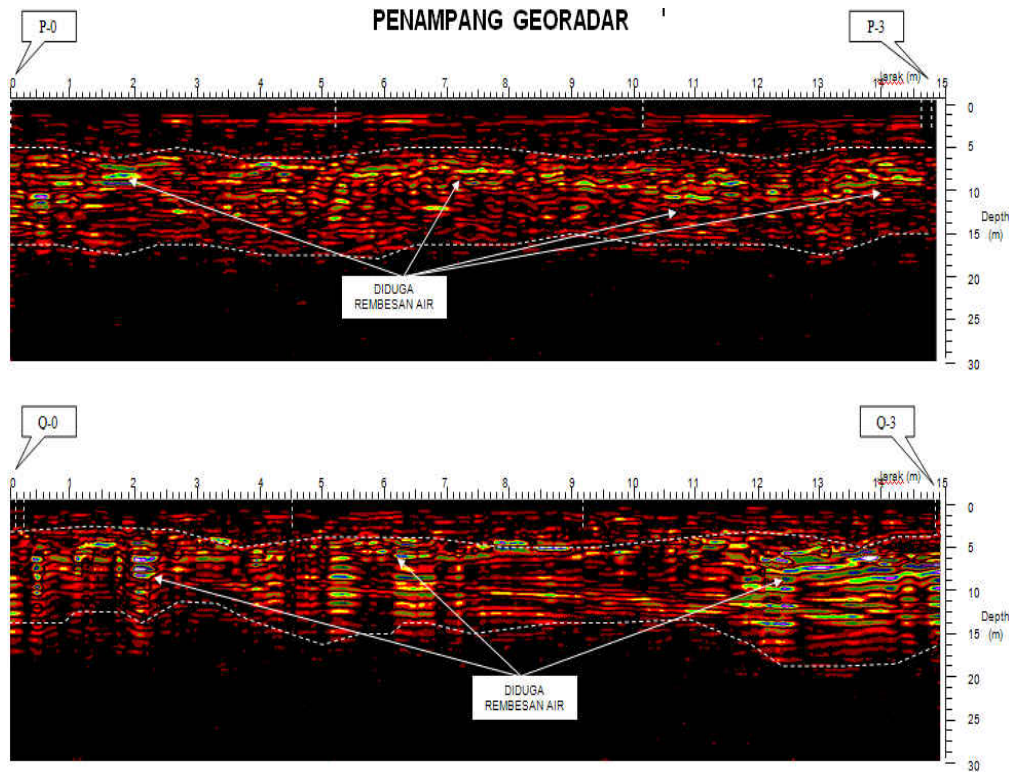 PENAMPANG GEORADAR '
P-0
P-3
Jarak (m)
0 1 2 3 4 5 6 7 8 9 10 11 12 13 14 15
0
5
10
15
20
25
30
Depth
(m)
DIDUGA
REMBESAN AIR
Q-0
Q-3
Jarak (m)
0 1 2 3 4 5 6 7 8 9 10 11 12 13 14 15
0
5
10
15
20
25
30
Depth
(m)
DIDUGA
REMBESAN AIR